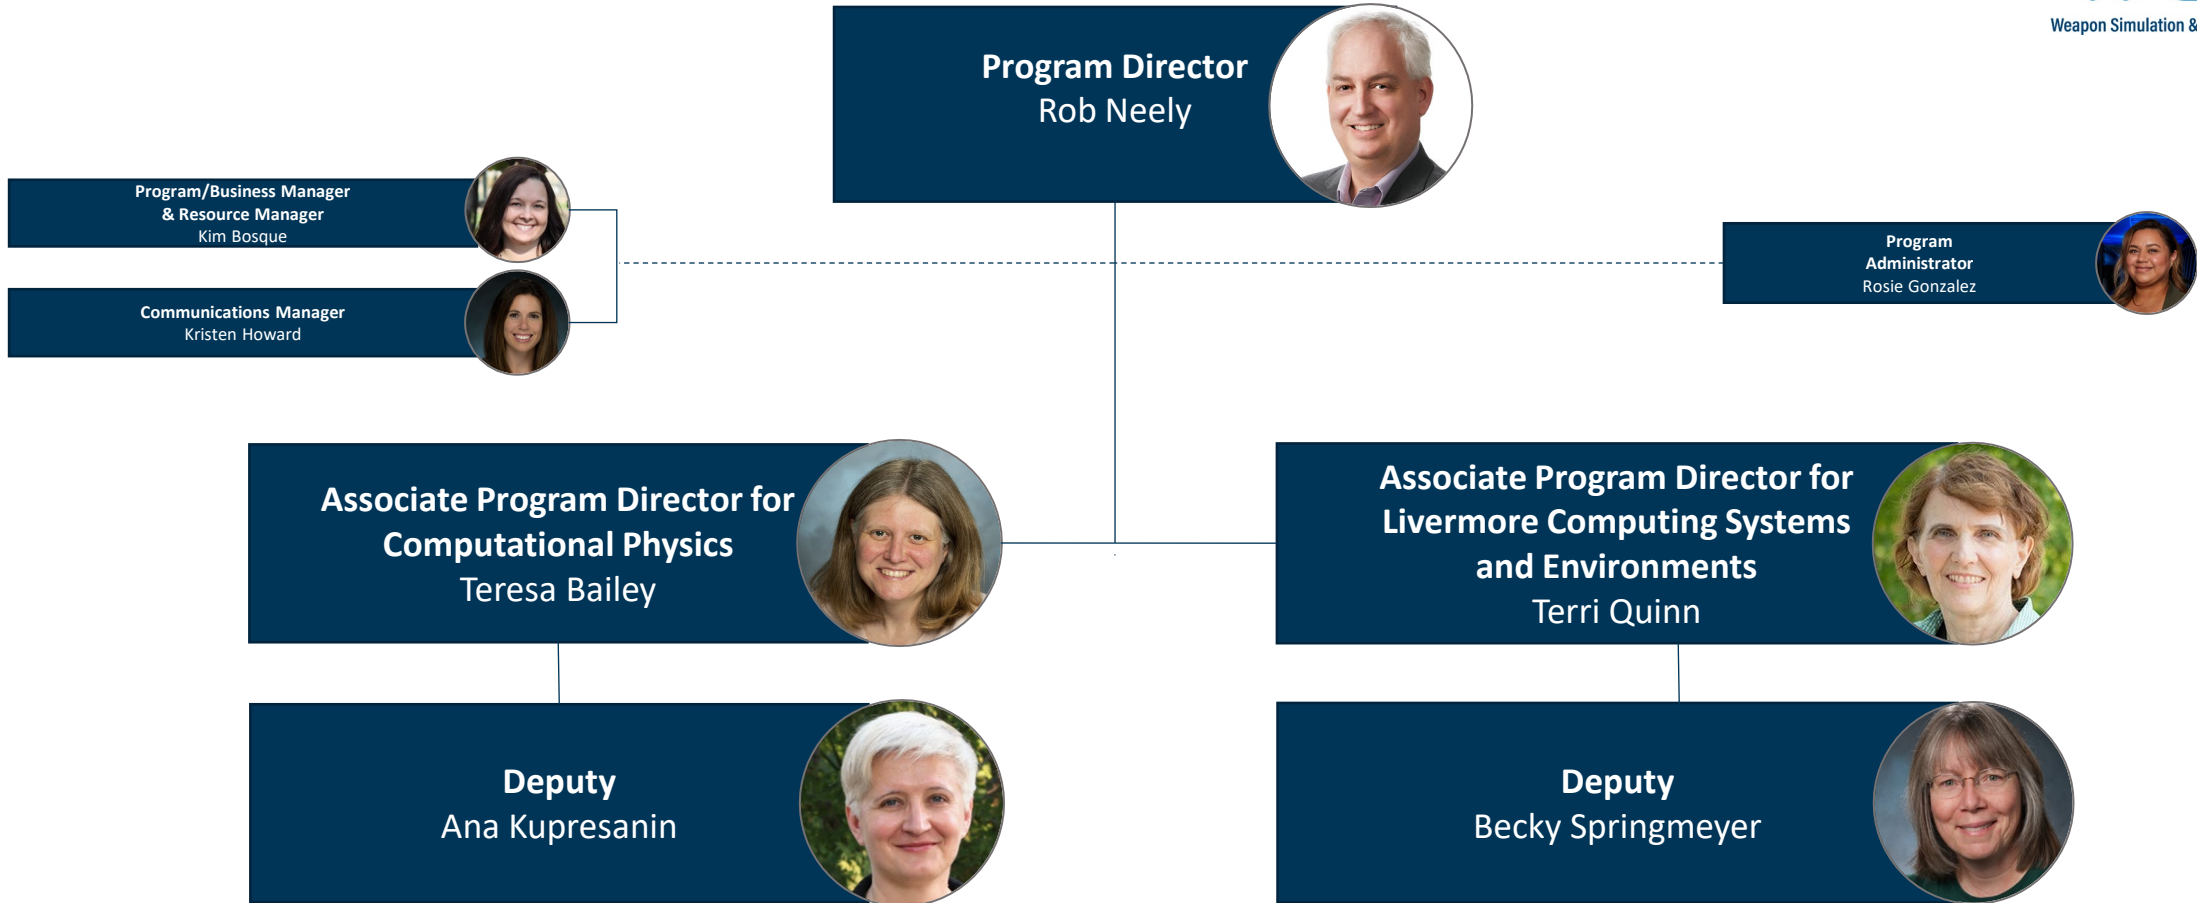 Weapon Simulation &
Program Director
Rob Neely
Program/Business Manager
& Resource Manager
Kim Bosque
Program
Administrator
Rosie Gonzalez
Communications Manager
Kristen Howard
Associate Program Director for
Computational Physics
Teresa Bailey
Associate Program Director for
Livermore Computing Systems
and Environments
Terri Quinn
Deputy
Ana Kupresanin
Deputy
Becky Springmeyer